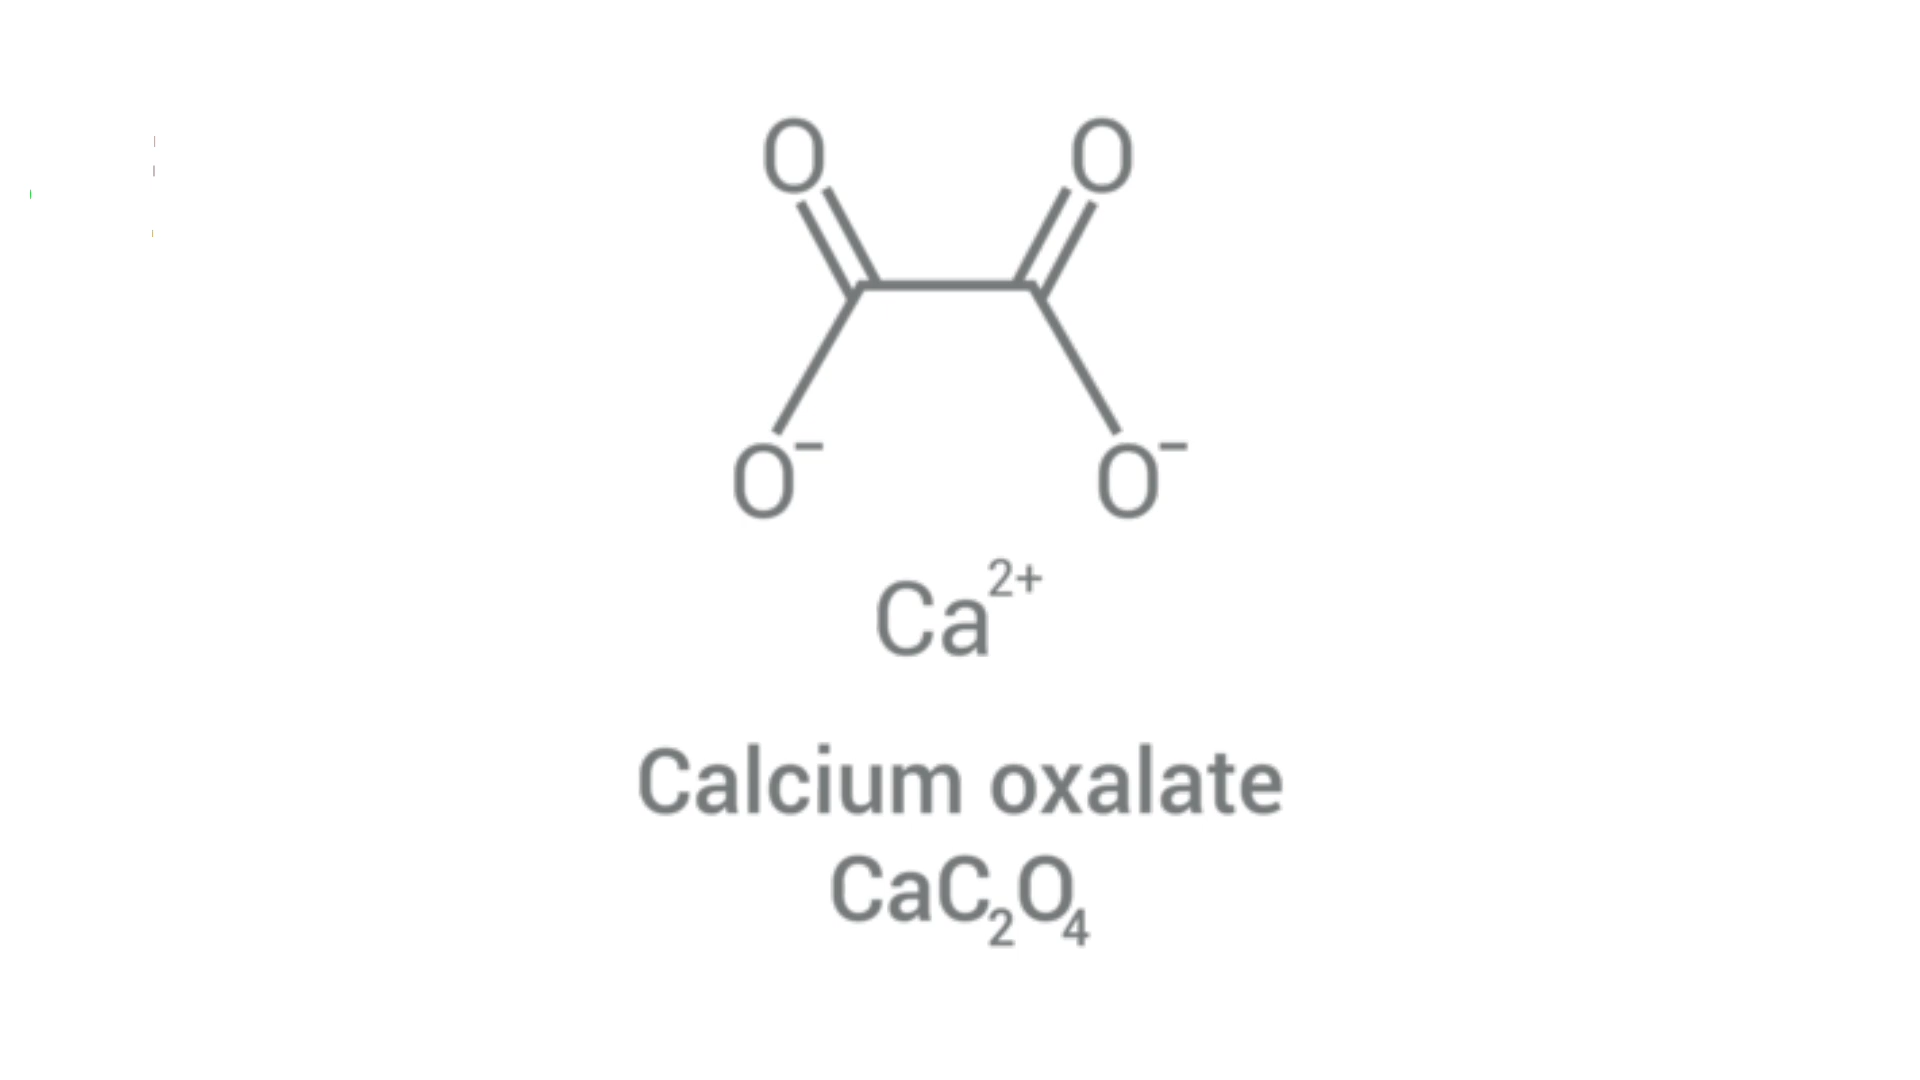 O O
O⁻ O⁻
Ca²⁺
Calcium oxalate
CaC₂O₄